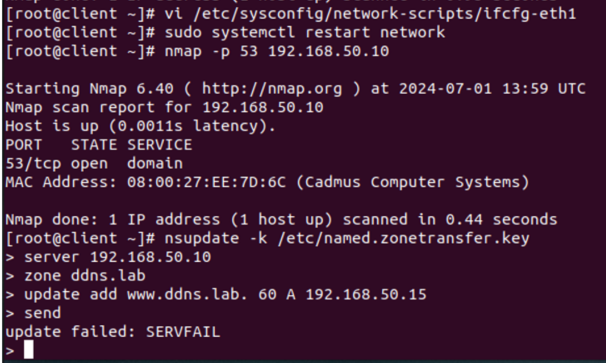 [root@client ~]# vi /etc/sysconfig/network-scripts/ifcfg-eth1
[root@client ~]# sudo systemctl restart network
[root@client ~]# nmap -p 53 192.168.50.10
Starting Nmap 6.40 ( http://nmap.org ) at 2024-07-01 13:59 UTC
Nmap scan report for 192.168.50.10
Host is up (0.0011s latency).
PORT   STATE SERVICE
53/tcp open  domain
MAC Address: 08:00:27:EE:7D:6C (Cadmus Computer Systems)
Nmap done: 1 IP address (1 host up) scanned in 0.44 seconds
[root@client ~]# nsupdate -k /etc/named.zonetransfer.key
> server 192.168.50.10
> zone ddns.lab
> update add www.ddns.lab. 60 A 192.168.50.15
> send
update failed: SERVFAIL
>